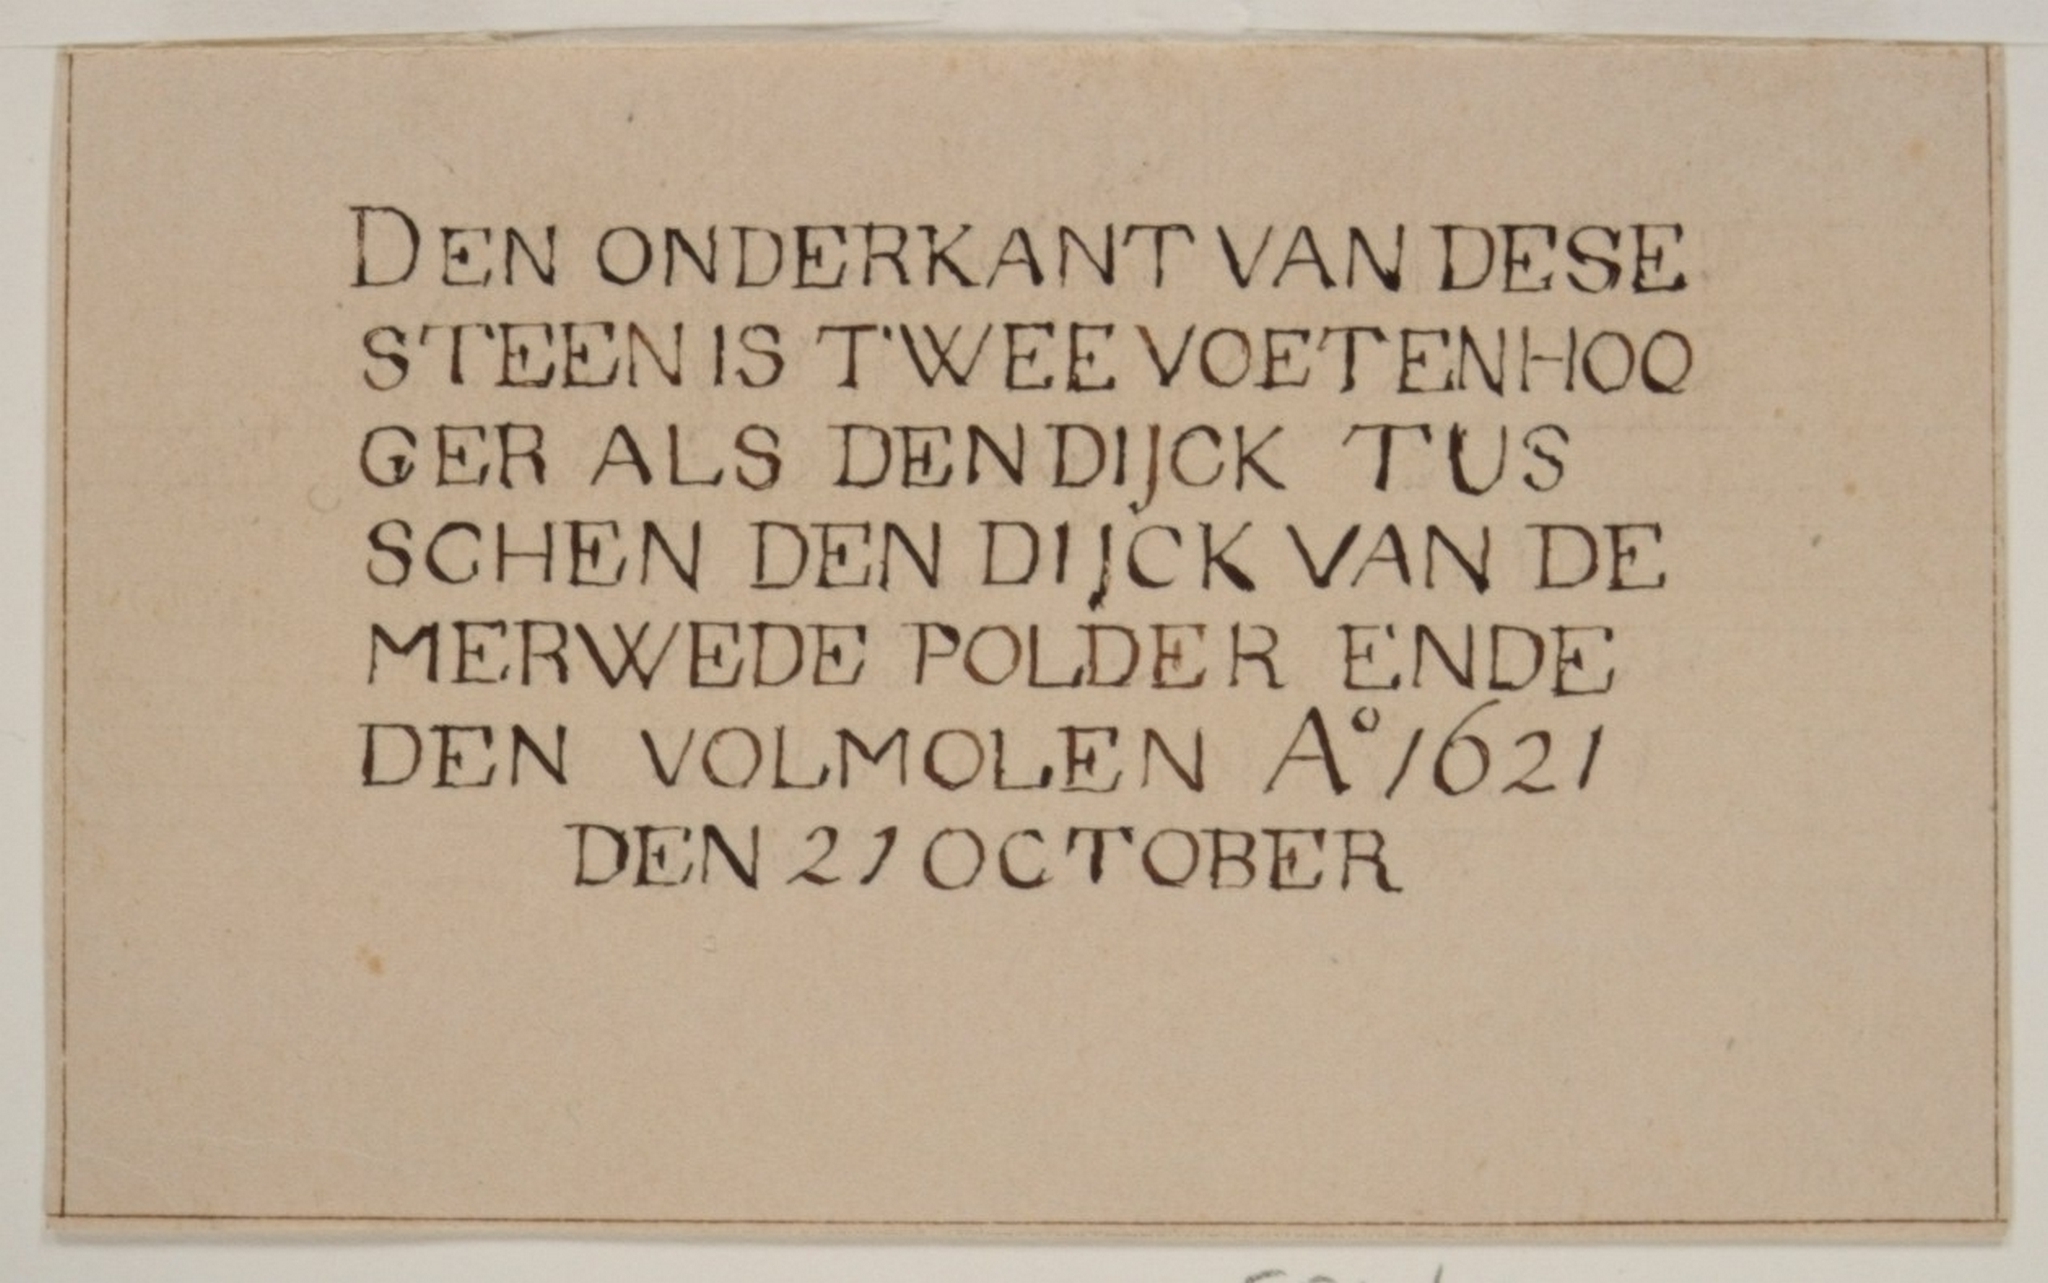 DEN ONDERKANT VAN DESE
STEEN IS TWEE VOETEN HOO
GER ALS DEN DIJCK TUS
SCHEN DEN DIJCK VAN DE
MERWEDE POLDER ENDE
DEN VOLMOLEN Aº 1621
DEN 21 OCTOBER